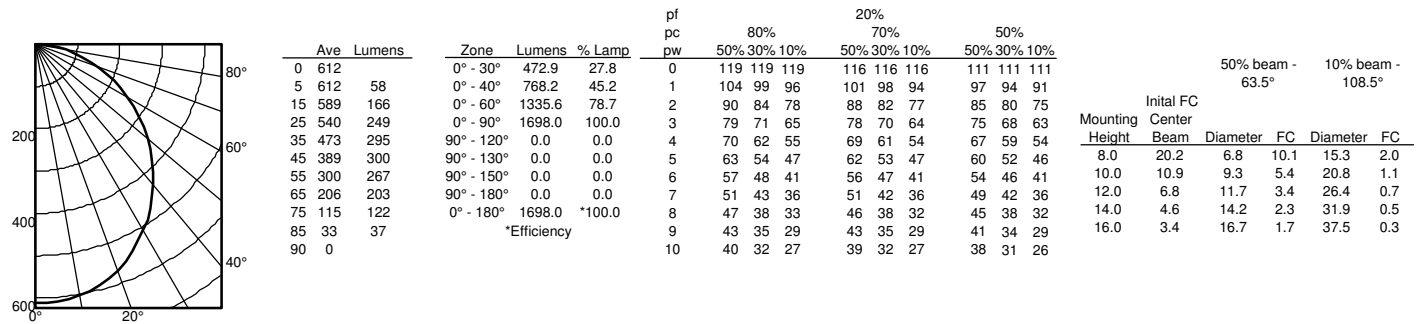 80°
60°
40°
20°
0°
200
400
600
Ave Lumens
0 612
5 612 58
15 589 166
25 540 249
35 473 295
45 389 300
55 300 267
65 206 203
75 115 122
85 33 37
90 0
Zone Lumens % Lamp
0° - 30° 472.9 27.8
0° - 40° 768.2 45.2
0° - 60° 1335.6 78.7
0° - 90° 1698.0 100.0
90° - 120° 0.0 0.0
90° - 130° 0.0 0.0
90° - 150° 0.0 0.0
90° - 180° 0.0 0.0
0° - 180° 1698.0 *100.0
*Efficiency
pf 20%
pc 80% 70% 50%
pw 50% 30% 10% 50% 30% 10% 50% 30% 10%
0 119 119 119 116 116 116 111 111 111
1 104 99 96 101 98 94 97 94 91
2 90 84 78 88 82 77 85 80 75
3 79 71 65 78 70 64 75 68 63
4 70 62 55 69 61 54 67 59 54
5 63 54 47 62 53 47 60 52 46
6 57 48 41 56 47 41 54 46 41
7 51 43 36 51 42 36 49 42 36
8 47 38 33 46 38 32 45 38 32
9 43 35 29 43 35 29 41 34 29
10 40 32 27 39 32 27 38 31 26
50% beam - 10% beam -
63.5° 108.5°
Inital FC
Mounting Center
Height Beam Diameter FC Diameter FC
8.0 20.2 6.8 10.1 15.3 2.0
10.0 10.9 9.3 5.4 20.8 1.1
12.0 6.8 11.7 3.4 26.4 0.7
14.0 4.6 14.2 2.3 31.9 0.5
16.0 3.4 16.7 1.7 37.5 0.3